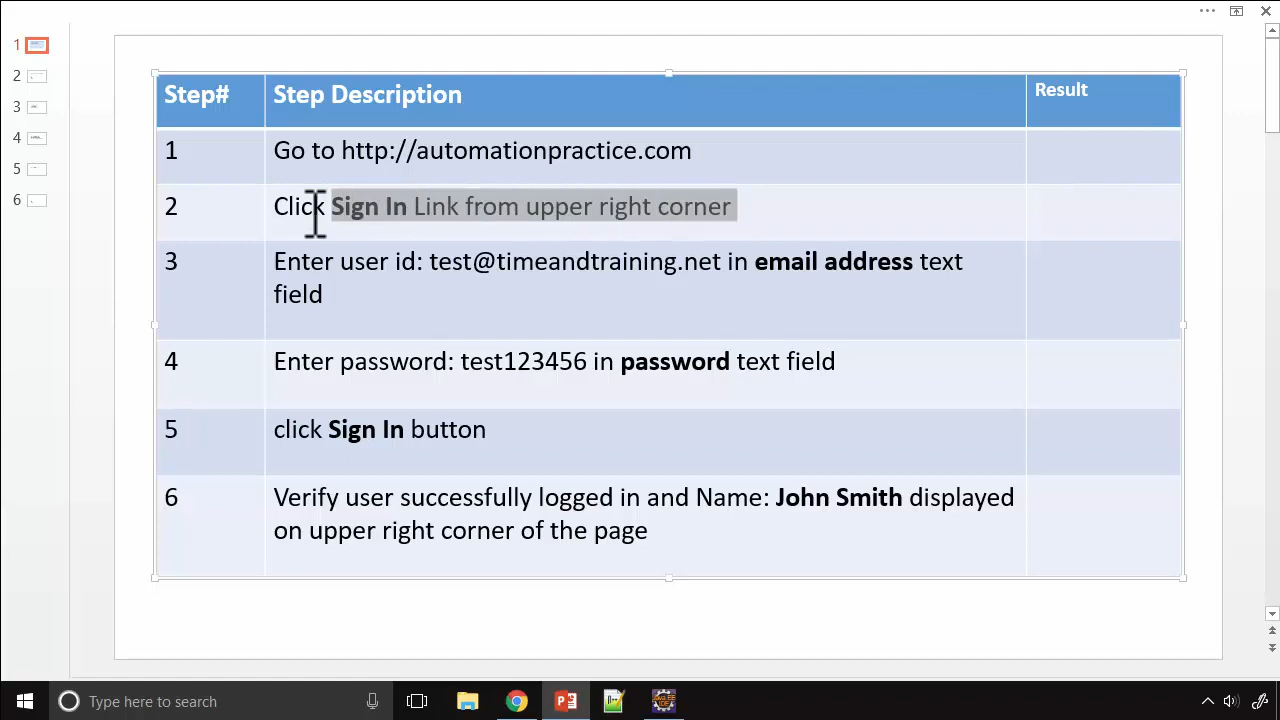 1
2
3
4
5
6
Step# Step Description Result
1 Go to http://automationpractice.com
2 Click Sign In Link from upper right corner
3 Enter user id: test@timeandtraining.net in email address text
field
4 Enter password: test123456 in password text field
5 click Sign In button
6 Verify user successfully logged in and Name: John Smith displayed
on upper right corner of the page
Type here to search